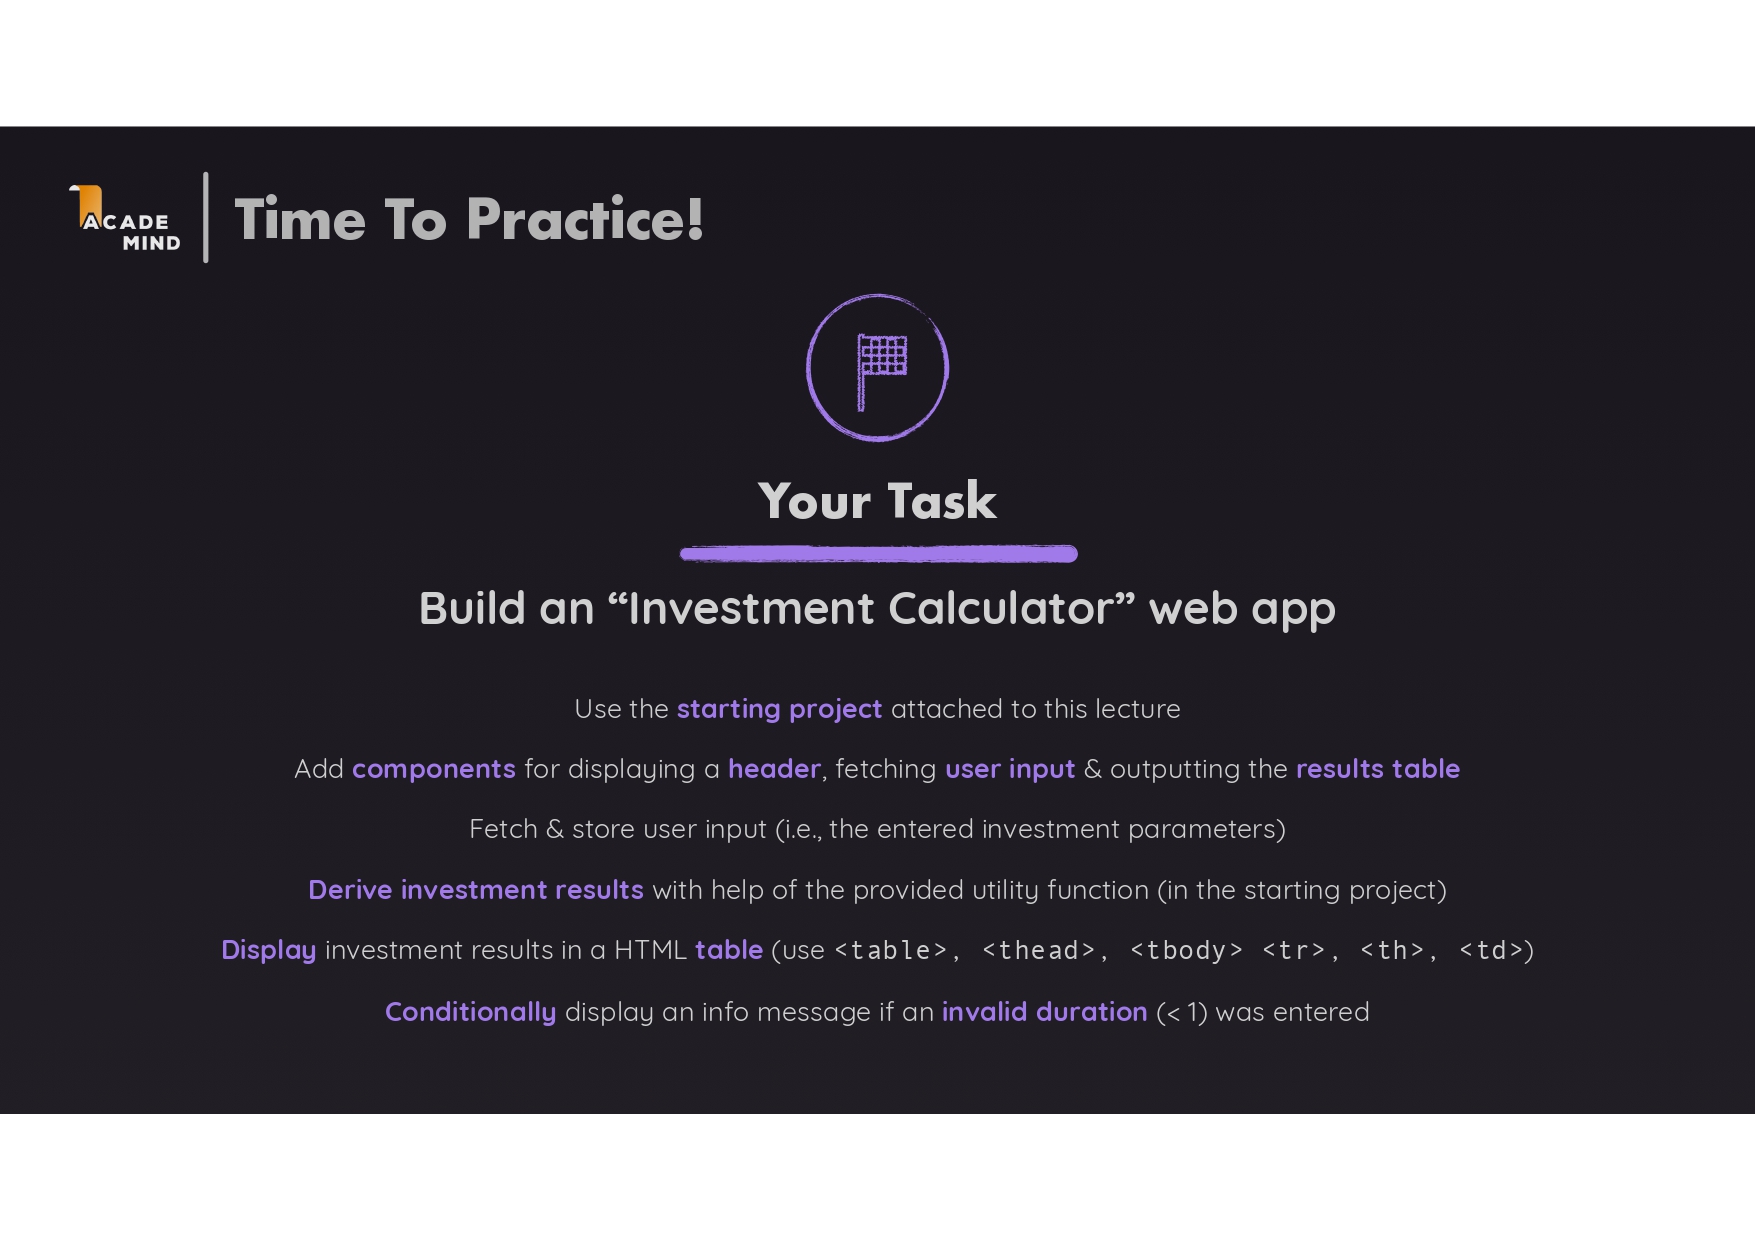 ACADE
MIND
Time To Practice!
Your Task
Build an “Investment Calculator” web app
Use the starting project attached to this lecture
Add components for displaying a header, fetching user input & outputting the results table
Fetch & store user input (i.e., the entered investment parameters)
Derive investment results with help of the provided utility function (in the starting project)
Display investment results in a HTML table (use <table>, <thead>, <tbody> <tr>, <th>, <td>)
Conditionally display an info message if an invalid duration (< 1) was entered